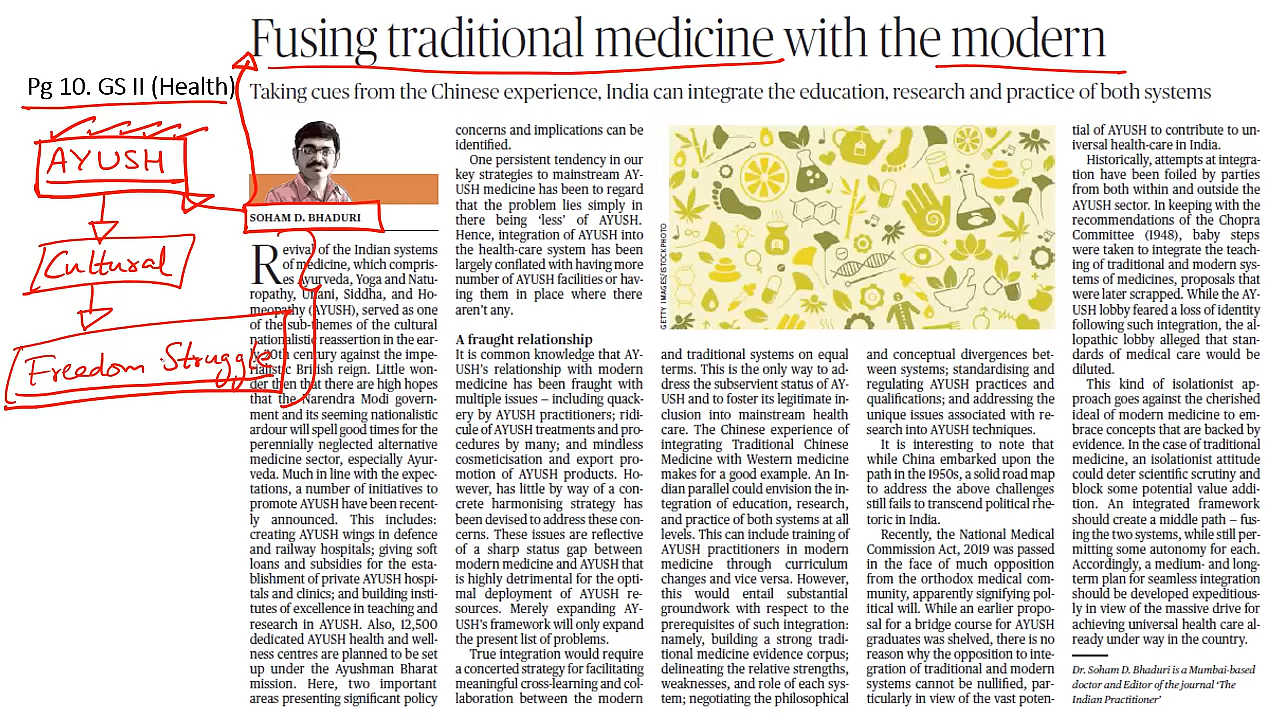 Fusing traditional medicine with the modern
Pg 10. GS II (Health)
Taking cues from the Chinese experience, India can integrate the education, research and practice of both systems
AYUSH
Cultural
Freedom Struggle
SOHAM D. BHADURI
Revival of the Indian systems
of medicine, which compris-
es Ayurveda, Yoga and Natu-
ropathy, Unani, Siddha, and Ho-
meopathy (AYUSH), served as one
of the sub-themes of the cultural
nationalistic reassertion in the ear-
ly 20th century against the impe-
rialistic British reign. Little won-
der then that there are high hopes
that the Narendra Modi govern-
ment and its seeming nationalistic
ardour will spell good times for the
perennially neglected alternative
medicine sector, especially Ayur-
veda. Much in line with the expec-
tations, a number of initiatives to
promote AYUSH have been recent-
ly announced. This includes:
creating AYUSH wings in defence
and railway hospitals; giving soft
loans and subsidies for the esta-
blishment of private AYUSH hospi-
tals and clinics; and building insti-
tutes of excellence in teaching and
research in AYUSH. Also, 12,500
dedicated AYUSH health and well-
ness centres are planned to be set
up under the Ayushman Bharat
mission. Here, two important
areas presenting significant policy
concerns and implications can be
identified.
One persistent tendency in our
key strategies to mainstream AY-
USH medicine has been to regard
that the problem lies simply in
there being ‘less’ of AYUSH.
Hence, integration of AYUSH into
the health-care system has been
largely conflated with having more
number of AYUSH facilities or hav-
ing them in place where there
aren’t any.
A fraught relationship
It is common knowledge that AY-
USH’s relationship with modern
medicine has been fraught with
multiple issues – including quack-
ery by AYUSH practitioners; ridi-
cule of AYUSH treatments and pro-
cedures by many; and mindless
cosmeticisation and export pro-
motion of AYUSH products. Ho-
wever, has little by way of a con-
crete harmonising strategy has
been devised to address these con-
cerns. These issues are reflective
of a sharp status gap between
modern medicine and AYUSH that
is highly detrimental for the opti-
mal deployment of AYUSH re-
sources. Merely expanding AY-
USH’s framework will only expand
the present list of problems.
True integration would require
a concerted strategy for facilitating
meaningful cross-learning and col-
laboration between the modern
GETTY IMAGES/ISTOCKPHOTO
and traditional systems on equal
terms. This is the only way to ad-
dress the subservient status of AY-
USH and to foster its legitimate in-
clusion into mainstream health
care. The Chinese experience of
integrating Traditional Chinese
Medicine with Western medicine
makes for a good example. An In-
dian parallel could envision the in-
tegration of education, research,
and practice of both systems at all
levels. This can include training of
AYUSH practitioners in modern
medicine through curriculum
changes and vice versa. However,
this would entail substantial
groundwork with respect to the
prerequisites of such integration:
namely, building a strong tradi-
tional medicine evidence corpus;
delineating the relative strengths,
weaknesses, and role of each sys-
tem; negotiating the philosophical
and conceptual divergences bet-
ween systems; standardising and
regulating AYUSH practices and
qualifications; and addressing the
unique issues associated with re-
search into AYUSH techniques.
It is interesting to note that
while China embarked upon the
path in the 1950s, a solid road map
to address the above challenges
still fails to transcend political rhe-
toric in India.
Recently, the National Medical
Commission Act, 2019 was passed
in the face of much opposition
from the orthodox medical com-
munity, apparently signifying pol-
itical will. While an earlier propo-
sal for a bridge course for AYUSH
graduates was shelved, there is no
reason why the opposition to inte-
gration of traditional and modern
systems cannot be nullified, par-
ticularly in view of the vast poten-
tial of AYUSH to contribute to un-
iversal health-care in India.
Historically, attempts at integra-
tion have been foiled by parties
from both within and outside the
AYUSH sector. In keeping with the
recommendations of the Chopra
Committee (1948), baby steps
were taken to integrate the teach-
ing of traditional and modern sys-
tems of medicines, proposals that
were later scrapped. While the AY-
USH lobby feared a loss of identity
following such integration, the al-
lopathic lobby alleged that stan-
dards of medical care would be
diluted.
This kind of isolationist ap-
proach goes against the cherished
ideal of modern medicine to em-
brace concepts that are backed by
evidence. In the case of traditional
medicine, an isolationist attitude
could deter scientific scrutiny and
block some potential value addi-
tion. An integrated framework
should create a middle path – fus-
ing the two systems, while still per-
mitting some autonomy for each.
Accordingly, a medium- and long-
term plan for seamless integration
should be developed expeditious-
ly in view of the massive drive for
achieving universal health care al-
ready under way in the country.
Dr. Soham D. Bhaduri is a Mumbai-based
doctor and Editor of the journal ‘The
Indian Practitioner’